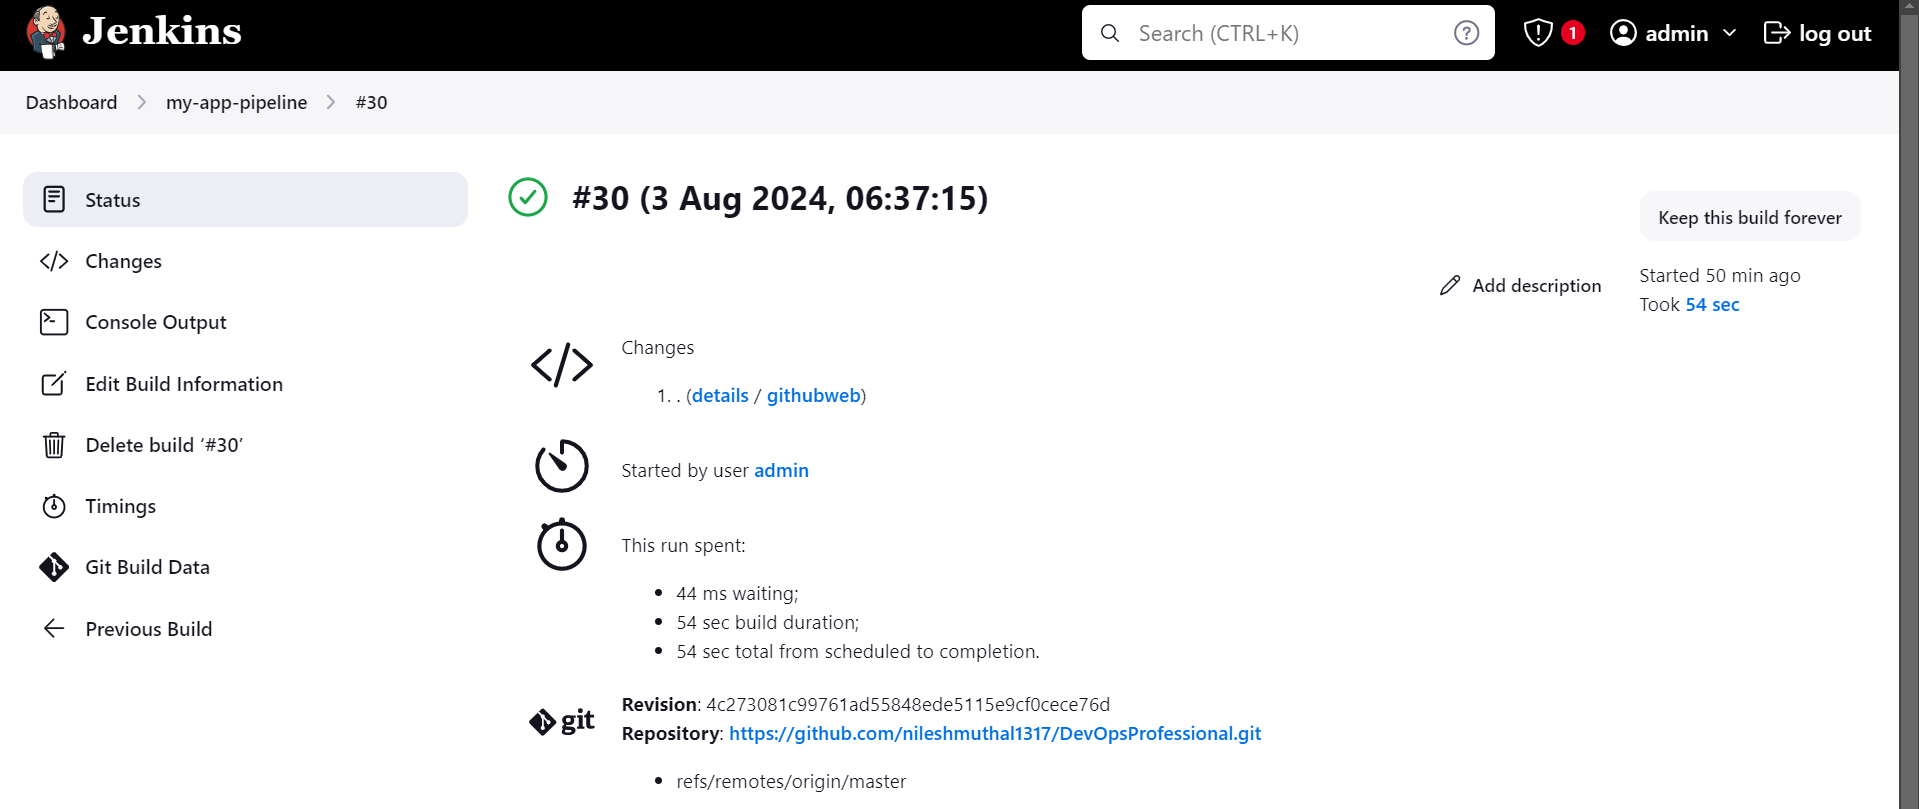 Jenkins
Search (CTRL+K)
?
1
admin
log out
Dashboard
my-app-pipeline
#30
Status
Changes
Console Output
Edit Build Information
Delete build ‘#30’
Timings
Git Build Data
Previous Build
#30 (3 Aug 2024, 06:37:15)
Keep this build forever
Add description
Started 50 min ago
Took 54 sec
Changes
1. . (details / githubweb)
Started by user admin
This run spent:
• 44 ms waiting;
• 54 sec build duration;
• 54 sec total from scheduled to completion.
git
Revision: 4c273081c99761ad55848ede5115e9cf0cece76d
Repository: https://github.com/nileshmuthal1317/DevOpsProfessional.git
• refs/remotes/origin/master